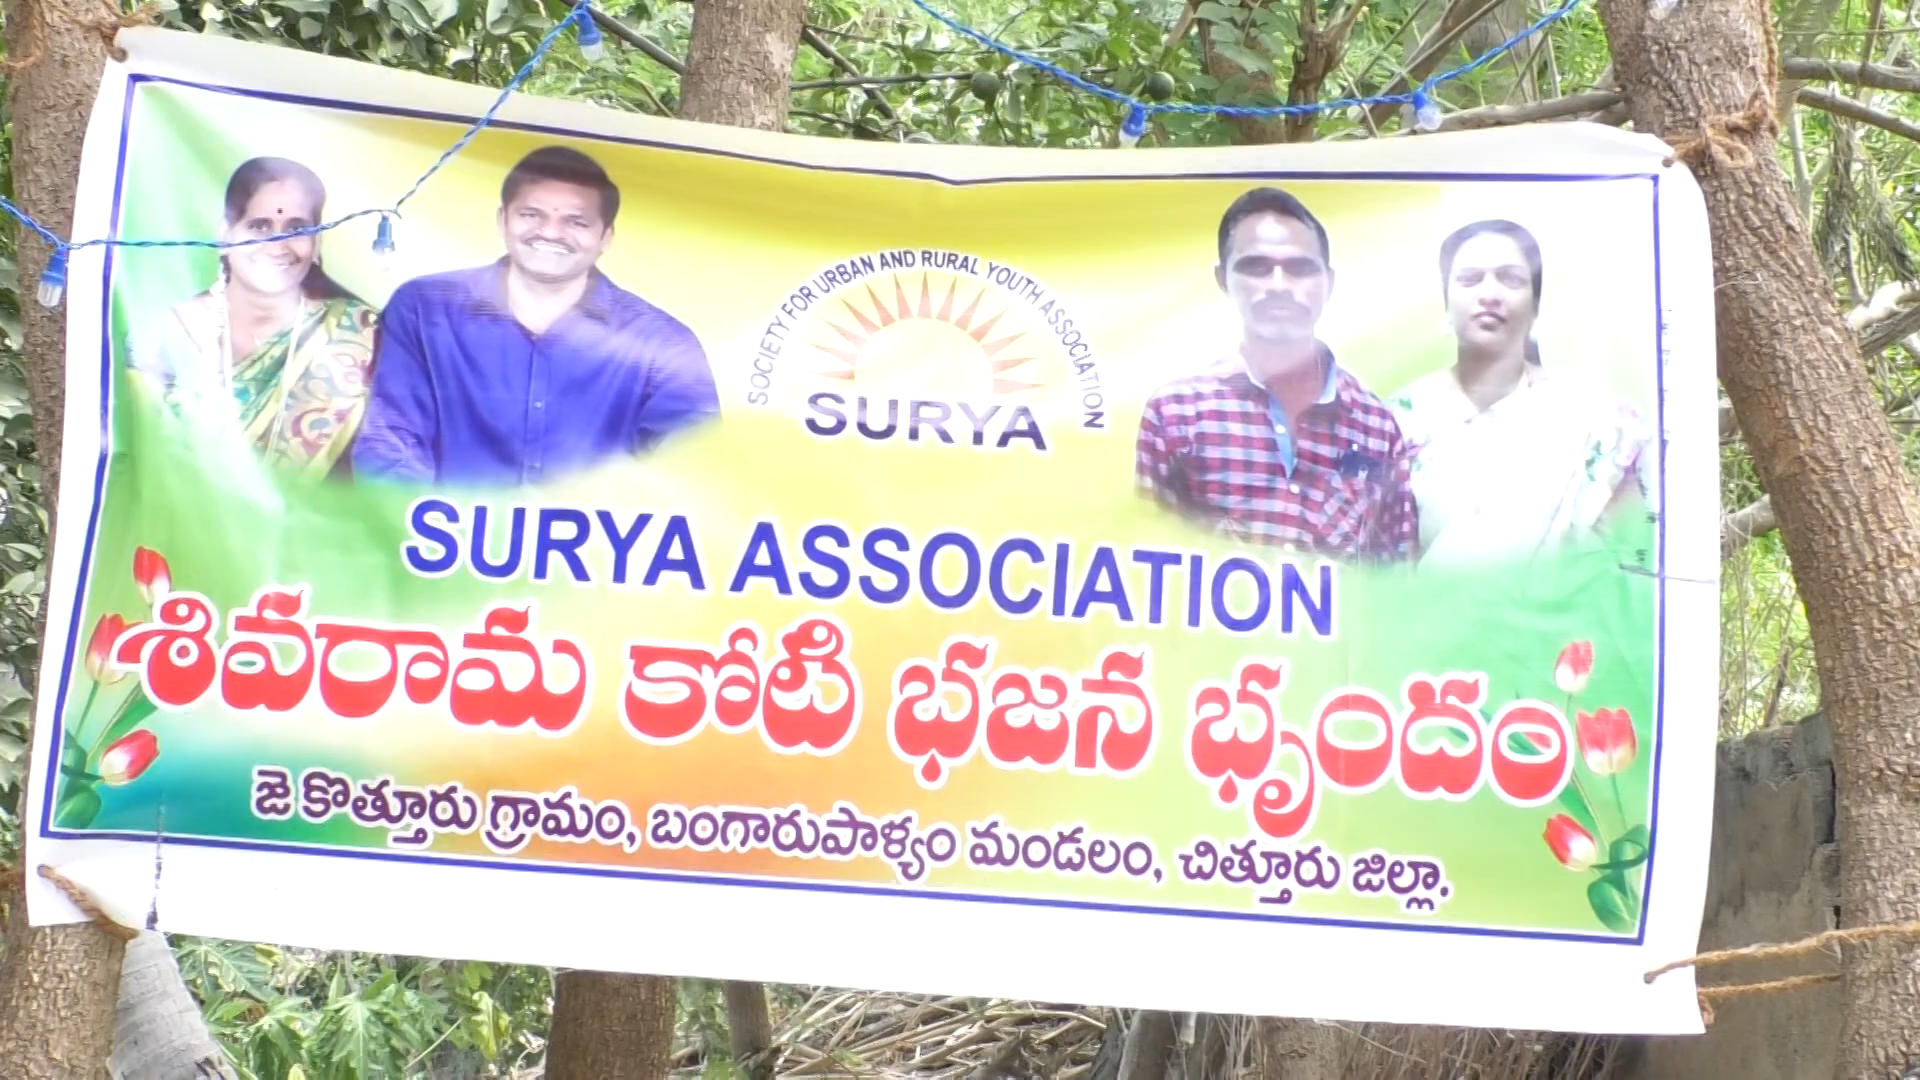 SOCIETY FOR URBAN AND RURAL YOUTH ASSOCIATION
SURYA
SURYA ASSOCIATION
శివరామ కోటి భజన భృందం
జె కొత్తూరు గ్రామం, బంగారుపాళ్యం మండలం, చిత్తూరు జిల్లా.